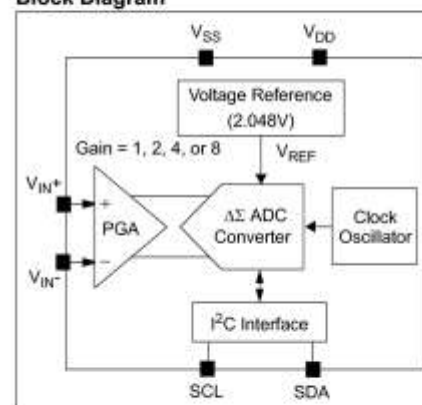 Block Diagram
VSS
VDD
Voltage Reference
(2.048V)
Gain = 1, 2, 4, or 8
VREF
VIN+
+
PGA
ΔΣ ADC
Converter
Clock
Oscillator
−
VIN-
I²C Interface
SCL
SDA